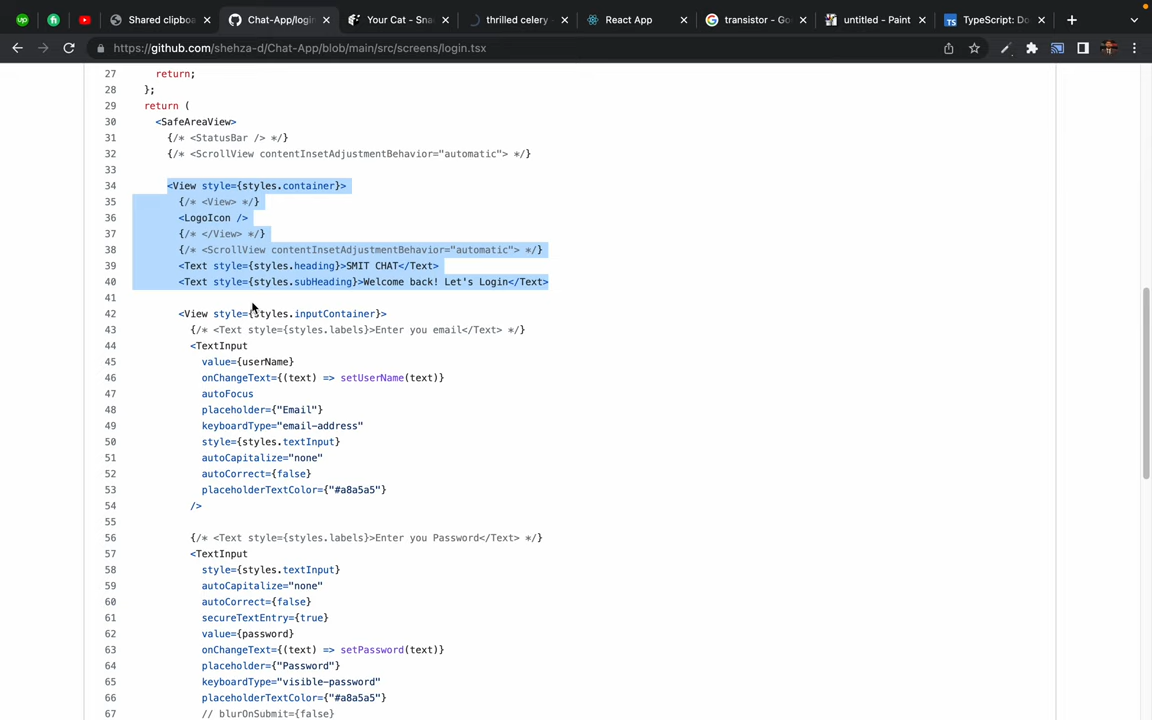 Shared clipbo
Chat-App/login
Your Cat - Sna
thrilled celery -
React App
transistor - Go
untitled - Paint
TS TypeScript: Do
https://github.com/shehza-d/Chat-App/blob/main/src/screens/login.tsx
27 return;
28 };
29 return (
30 <SafeAreaView>
31 {/* <StatusBar /> */}
32 {/* <ScrollView contentInsetAdjustmentBehavior="automatic"> */}
33
34 <View style={styles.container}>
35 {/* <View> */}
36 <LogoIcon />
37 {/* </View> */}
38 {/* <ScrollView contentInsetAdjustmentBehavior="automatic"> */}
39 <Text style={styles.heading}>SMIT CHAT</Text>
40 <Text style={styles.subHeading}>Welcome back! Let's Login</Text>
41
42 <View style={styles.inputContainer}>
43 {/* <Text style={styles.labels}>Enter you email</Text> */}
44 <TextInput
45 value={userName}
46 onChangeText={(text) => setUserName(text)}
47 autoFocus
48 placeholder={"Email"}
49 keyboardType="email-address"
50 style={styles.textInput}
51 autoCapitalize="none"
52 autoCorrect={false}
53 placeholderTextColor={"#a8a5a5"}
54 />
55
56 {/* <Text style={styles.labels}>Enter you Password</Text> */}
57 <TextInput
58 style={styles.textInput}
59 autoCapitalize="none"
60 autoCorrect={false}
61 secureTextEntry={true}
62 value={password}
63 onChangeText={(text) => setPassword(text)}
64 placeholder={"Password"}
65 keyboardType="visible-password"
66 placeholderTextColor={"#a8a5a5"}
67 // blurOnSubmit={false}